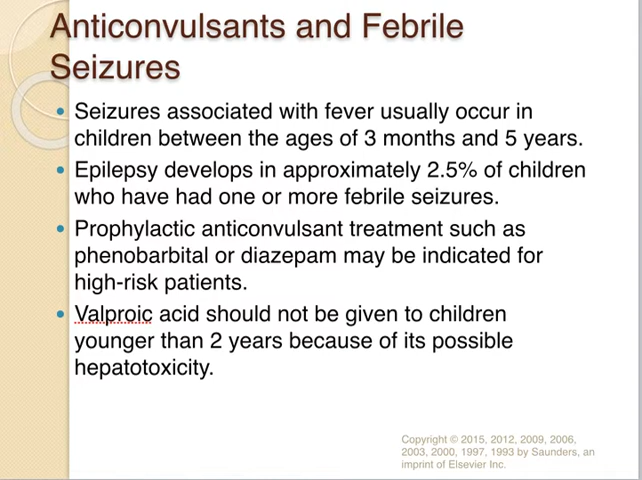 Anticonvulsants and Febrile
Seizures
• Seizures associated with fever usually occur in
children between the ages of 3 months and 5 years.
• Epilepsy develops in approximately 2.5% of children
who have had one or more febrile seizures.
• Prophylactic anticonvulsant treatment such as
phenobarbital or diazepam may be indicated for
high-risk patients.
• Valproic acid should not be given to children
younger than 2 years because of its possible
hepatotoxicity.
Copyright © 2015, 2012, 2009, 2006,
2003, 2000, 1997, 1993 by Saunders, an
imprint of Elsevier Inc.